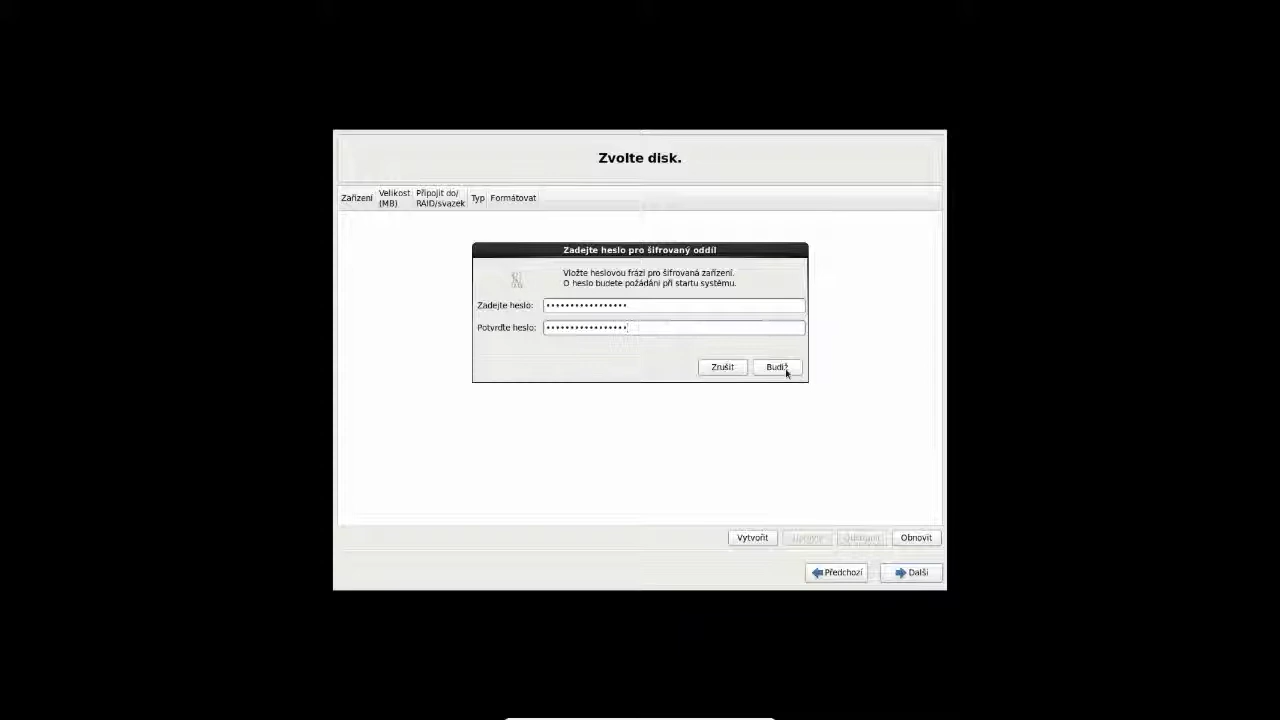 Zvolte disk.
Zařízení
Velikost
(MB)
Připojit do/
RAID/svazek
Typ
Formátovat
Zadejte heslo pro šifrovaný oddíl
Vložte heslovou frázi pro šifrovaná zařízení.
O heslo budete požádáni při startu systému.
Zadejte heslo: •••••••••••••••••
Potvrďte heslo: •••••••••••••••••
Zrušit
Budiž
Vytvořit
Obnovit
Předchozí
Další